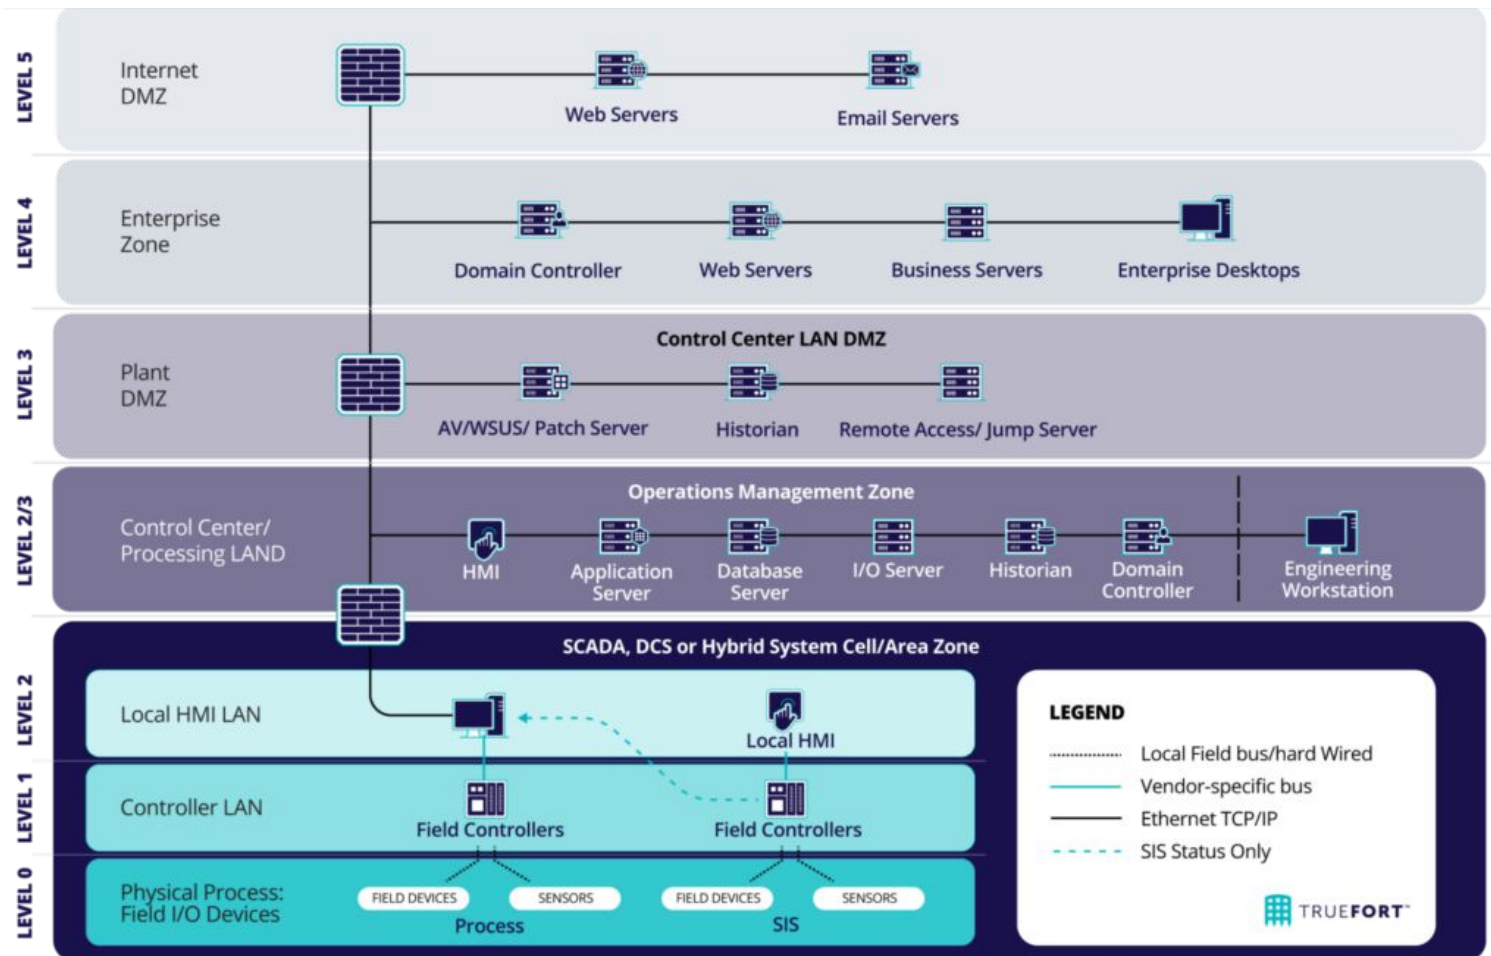 LEVEL 5
Internet
DMZ
Web Servers
Email Servers
LEVEL 4
Enterprise
Zone
Domain Controller
Web Servers
Business Servers
Enterprise Desktops
LEVEL 3
Plant
DMZ
Control Center LAN DMZ
AV/WSUS/ Patch Server
Historian
Remote Access/ Jump Server
LEVEL 2/3
Control Center/
Processing LAND
Operations Management Zone
HMI
Application
Server
Database
Server
I/O Server
Historian
Domain
Controller
Engineering
Workstation
SCADA, DCS or Hybrid System Cell/Area Zone
LEVEL 2
Local HMI LAN
Local HMI
LEVEL 1
Controller LAN
Field Controllers
Field Controllers
LEVEL 0
Physical Process:
Field I/O Devices
FIELD DEVICES
SENSORS
Process
FIELD DEVICES
SENSORS
SIS
LEGEND
Local Field bus/hard Wired
Vendor-specific bus
Ethernet TCP/IP
SIS Status Only
TRUEFORT™